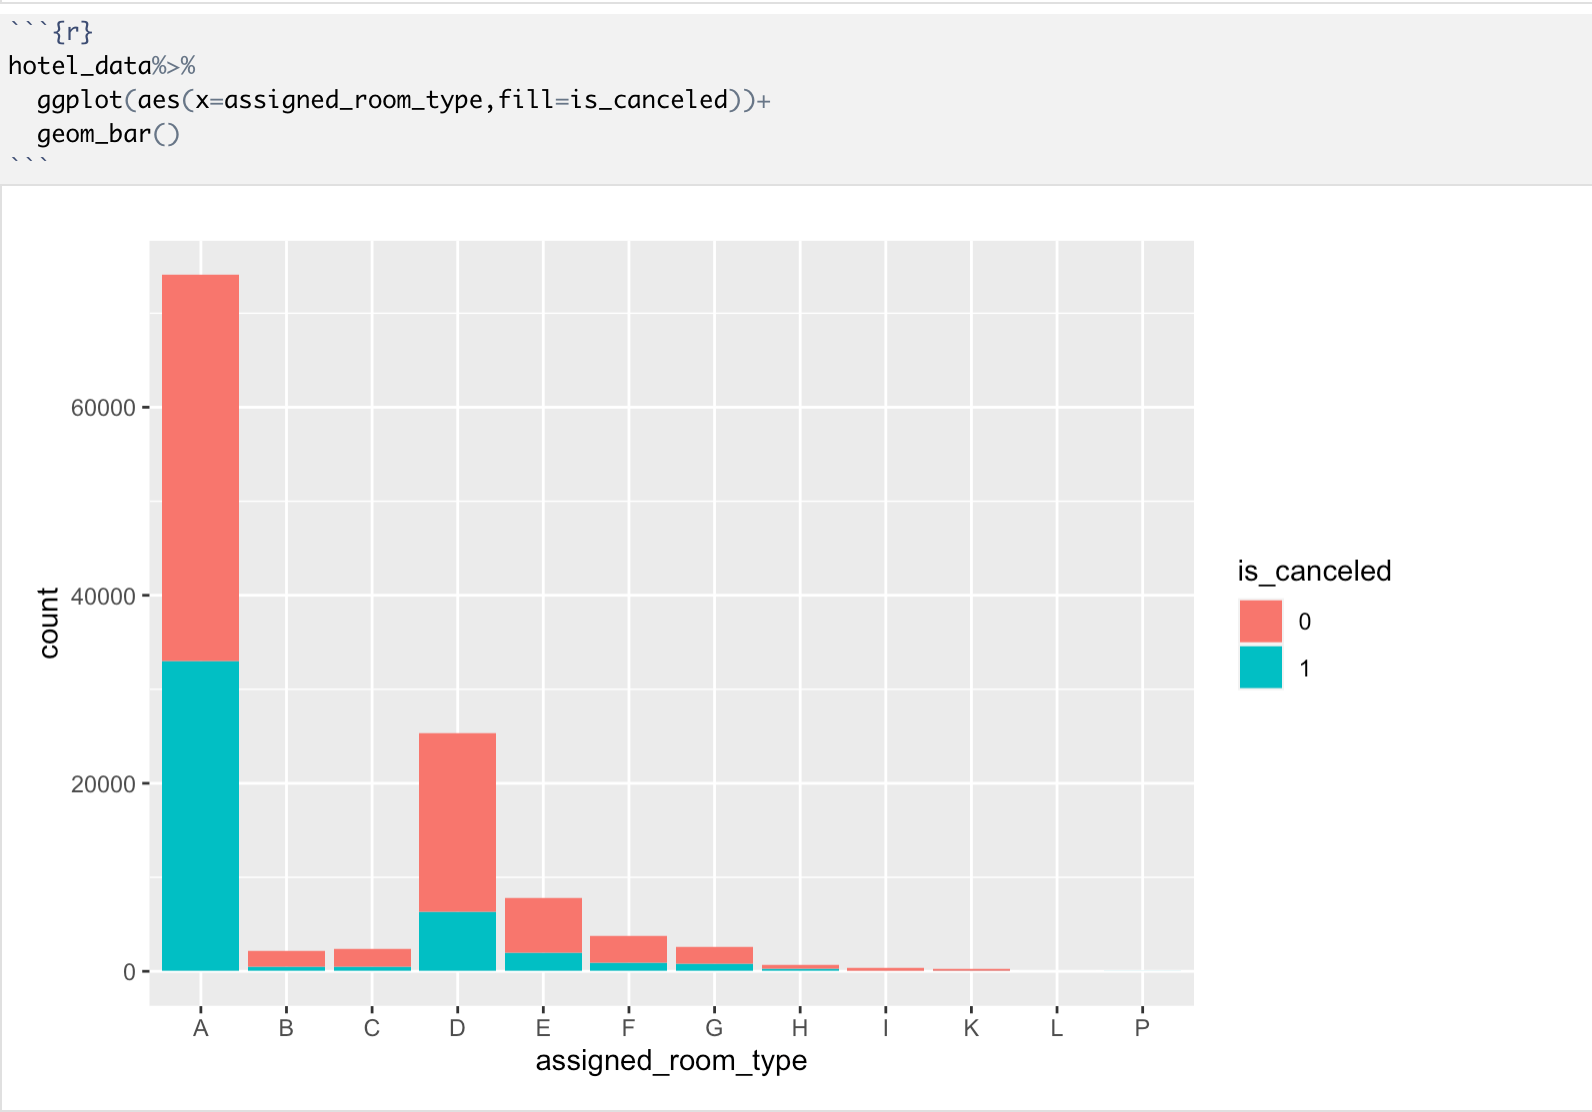 ```{r}
hotel_data%>%
  ggplot(aes(x=assigned_room_type,fill=is_canceled))+
  geom_bar()
```
60000
40000
20000
0
count
A B C D E F G H I K L P
assigned_room_type
is_canceled
0
1